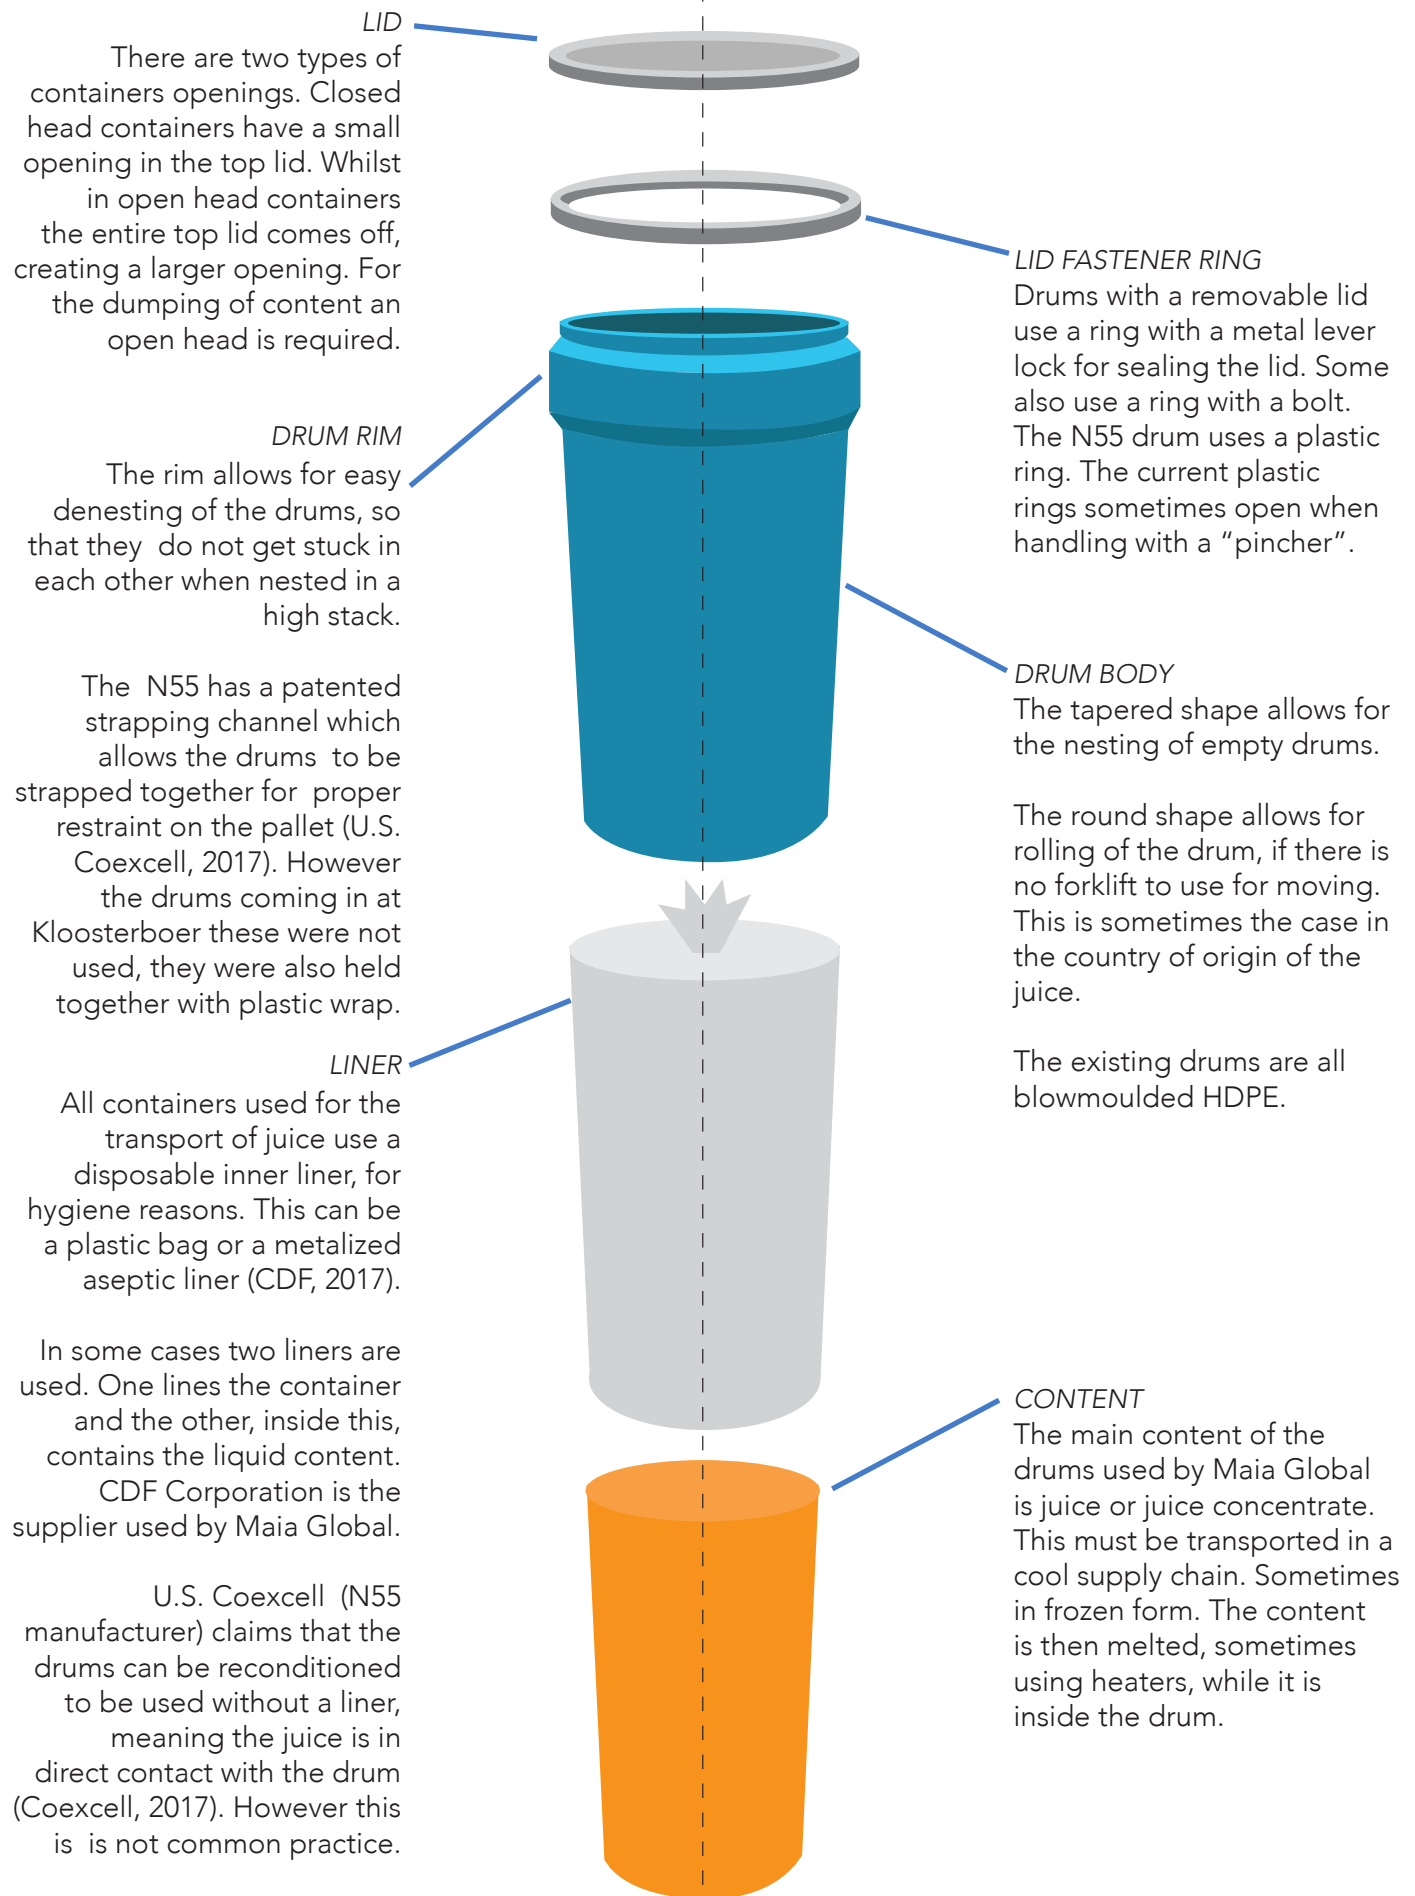 LID
There are two types of
containers openings. Closed
head containers have a small
opening in the top lid. Whilst
in open head containers
the entire top lid comes off,
creating a larger opening. For
the dumping of content an
open head is required.
DRUM RIM
The rim allows for easy
denesting of the drums, so
that they  do not get stuck in
each other when nested in a
high stack.
The  N55 has a patented
strapping channel which
allows the drums  to be
strapped together for  proper
restraint on the pallet (U.S.
Coexcell, 2017). However
the drums coming in at
Kloosterboer these were not
used, they were also held
together with plastic wrap.
LINER
All containers used for the
transport of juice use a
disposable inner liner, for
hygiene reasons. This can be
a plastic bag or a metalized
aseptic liner (CDF, 2017).
In some cases two liners are
used. One lines the container
and the other, inside this,
contains the liquid content.
CDF Corporation is the
supplier used by Maia Global.
U.S. Coexcell  (N55
manufacturer) claims that the
drums can be reconditioned
to be used without a liner,
meaning the juice is in
direct contact with the drum
(Coexcell, 2017). However this
is  is not common practice.
LID FASTENER RING
Drums with a removable lid
use a ring with a metal lever
lock for sealing the lid. Some
also use a ring with a bolt.
The N55 drum uses a plastic
ring. The current plastic
rings sometimes open when
handling with a “pincher”.
DRUM BODY
The tapered shape allows for
the nesting of empty drums.
The round shape allows for
rolling of the drum, if there is
no forklift to use for moving.
This is sometimes the case in
the country of origin of the
juice.
The existing drums are all
blowmoulded HDPE.
CONTENT
The main content of the
drums used by Maia Global
is juice or juice concentrate.
This must be transported in a
cool supply chain. Sometimes
in frozen form. The content
is then melted, sometimes
using heaters, while it is
inside the drum.